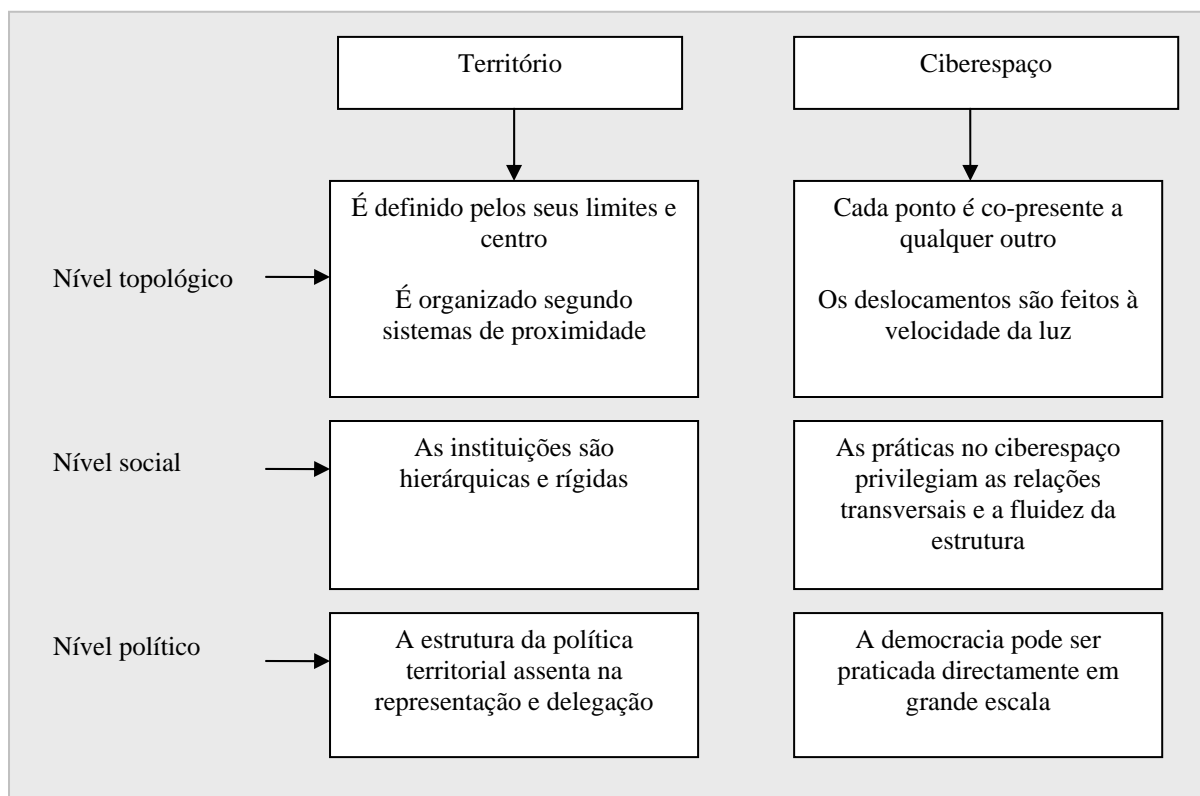 Território
Ciberespaço
Nível topológico
É definido pelos seus limites e
centro
É organizado segundo
sistemas de proximidade
Cada ponto é co-presente a
qualquer outro
Os deslocamentos são feitos à
velocidade da luz
Nível social
As instituições são
hierárquicas e rígidas
As práticas no ciberespaço
privilegiam as relações
transversais e a fluidez da
estrutura
Nível político
A estrutura da política
territorial assenta na
representação e delegação
A democracia pode ser
praticada directamente em
grande escala